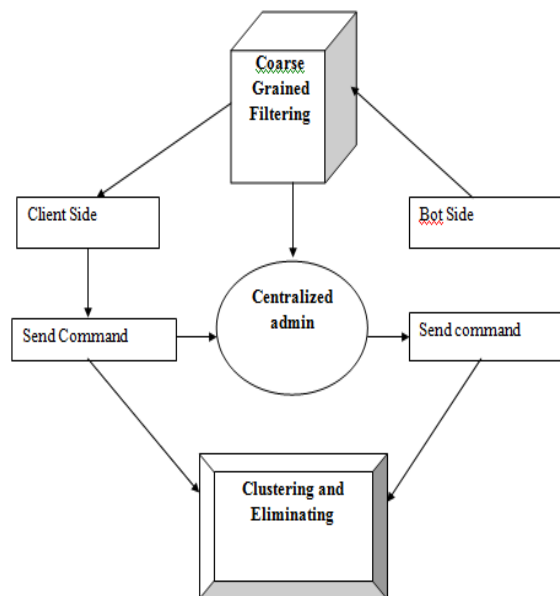 Coarse
Grained
Filtering
Client Side
Bot Side
Centralized
admin
Send Command
Send command
Clustering and
Eliminating